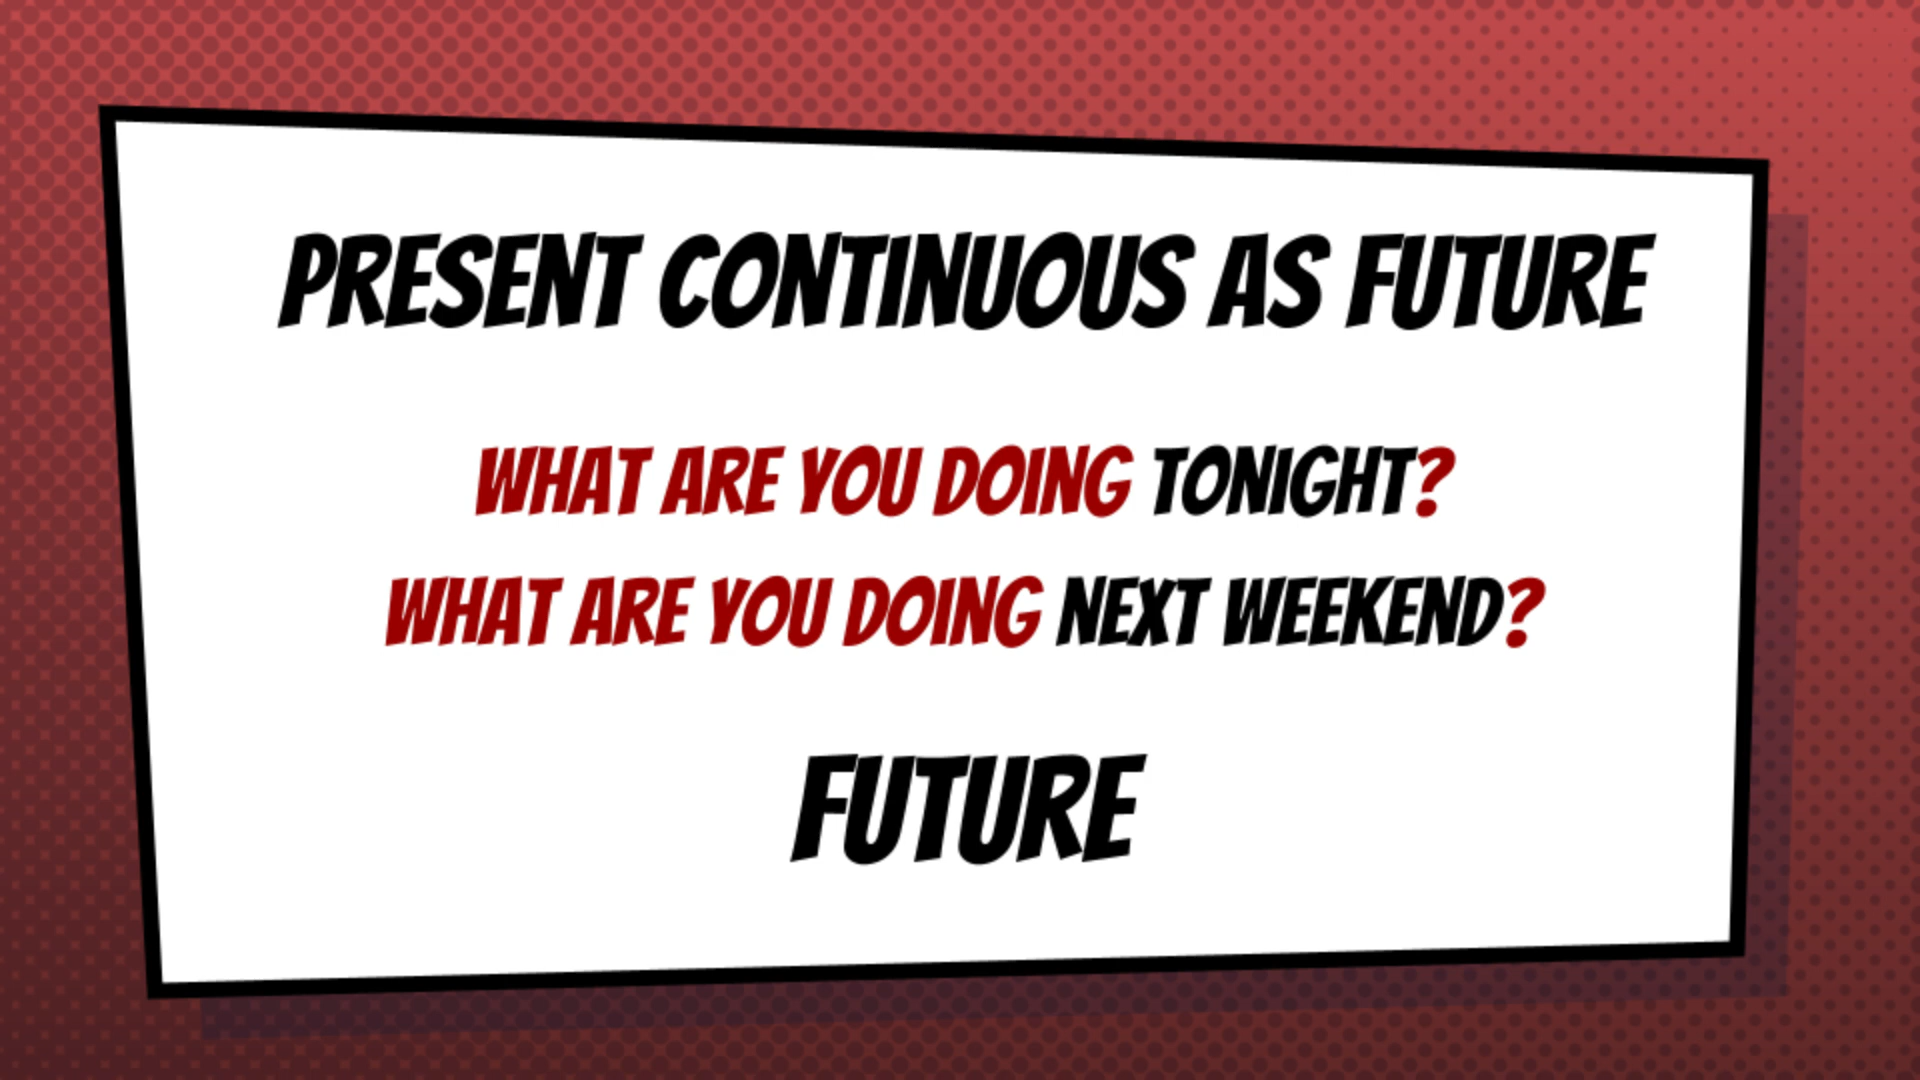 PRESENT CONTINUOUS AS FUTURE
WHAT ARE YOU DOING TONIGHT?
WHAT ARE YOU DOING NEXT WEEKEND?
FUTURE